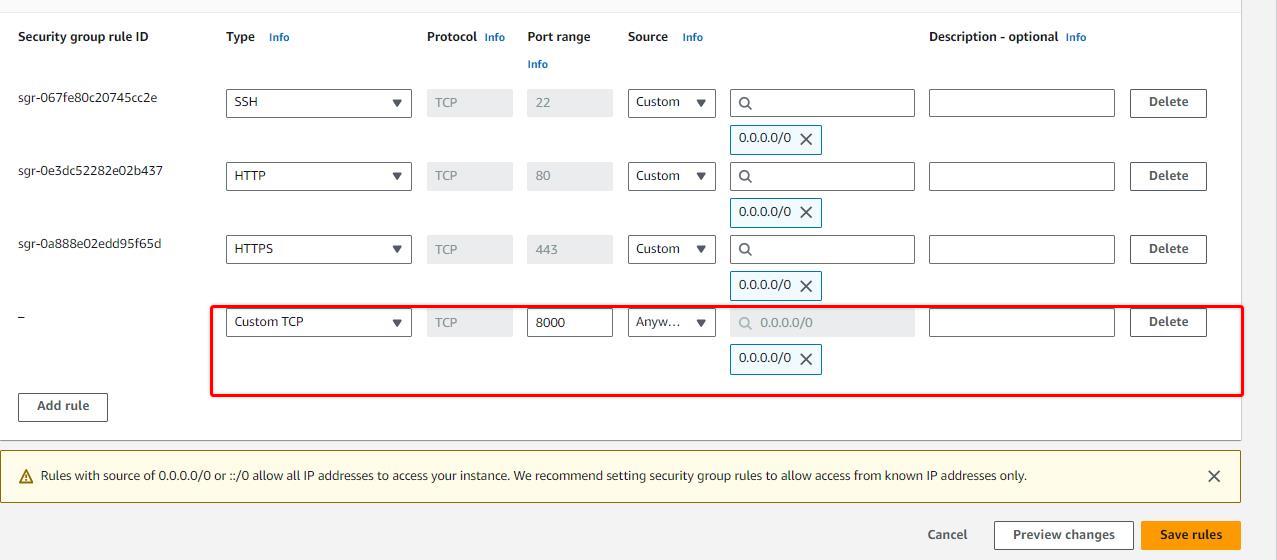 Security group rule ID Type Info Protocol Info Port range Source Info Description - optional Info
Info
sgr-067fe80c20745cc2e SSH TCP 22 Custom Delete
0.0.0.0/0
sgr-0e3dc52282e02b437 HTTP TCP 80 Custom Delete
0.0.0.0/0
sgr-0a888e02edd95f65d HTTPS TCP 443 Custom Delete
0.0.0.0/0
– Custom TCP TCP 8000 Anyw... 0.0.0.0/0 Delete
0.0.0.0/0
Add rule
Rules with source of 0.0.0.0/0 or ::/0 allow all IP addresses to access your instance. We recommend setting security group rules to allow access from known IP addresses only.
Cancel Preview changes Save rules